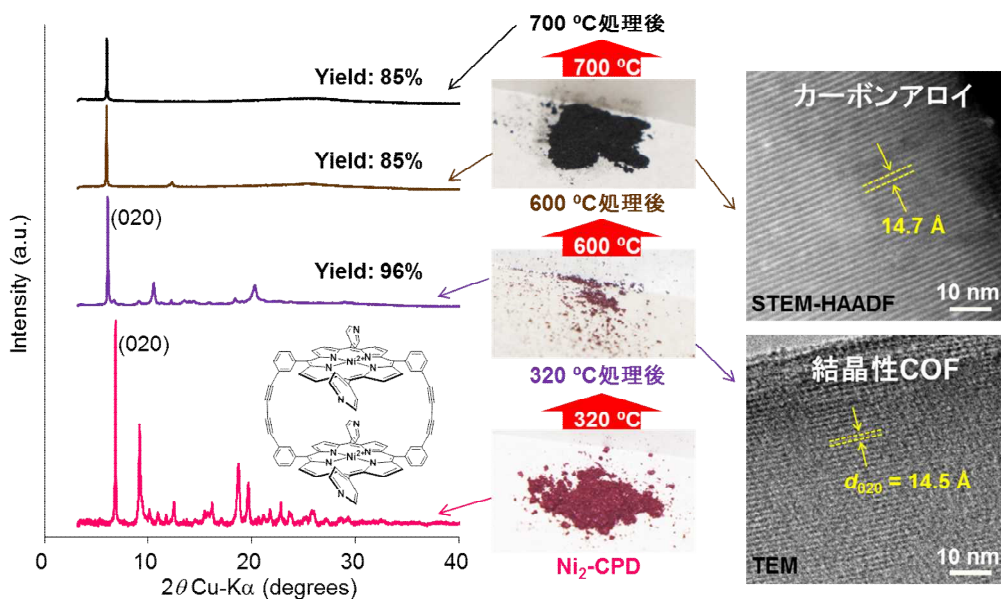 700 ºC処理後
700 ºC
Yield: 85%
Yield: 85%
600 ºC処理後
600 ºC
(020)
Yield: 96%
320 ºC処理後
320 ºC
(020)
Ni2+
N
N
N
N
N
N
Ni2+
N
N
N
N
N
N
Ni₂-CPD
Intensity (a.u.)
0
10
20
30
40
2θ Cu-Kα (degrees)
カーボンアロイ
14.7 Å
10 nm
STEM-HAADF
結晶性COF
d₀₂₀ = 14.5 Å
10 nm
TEM